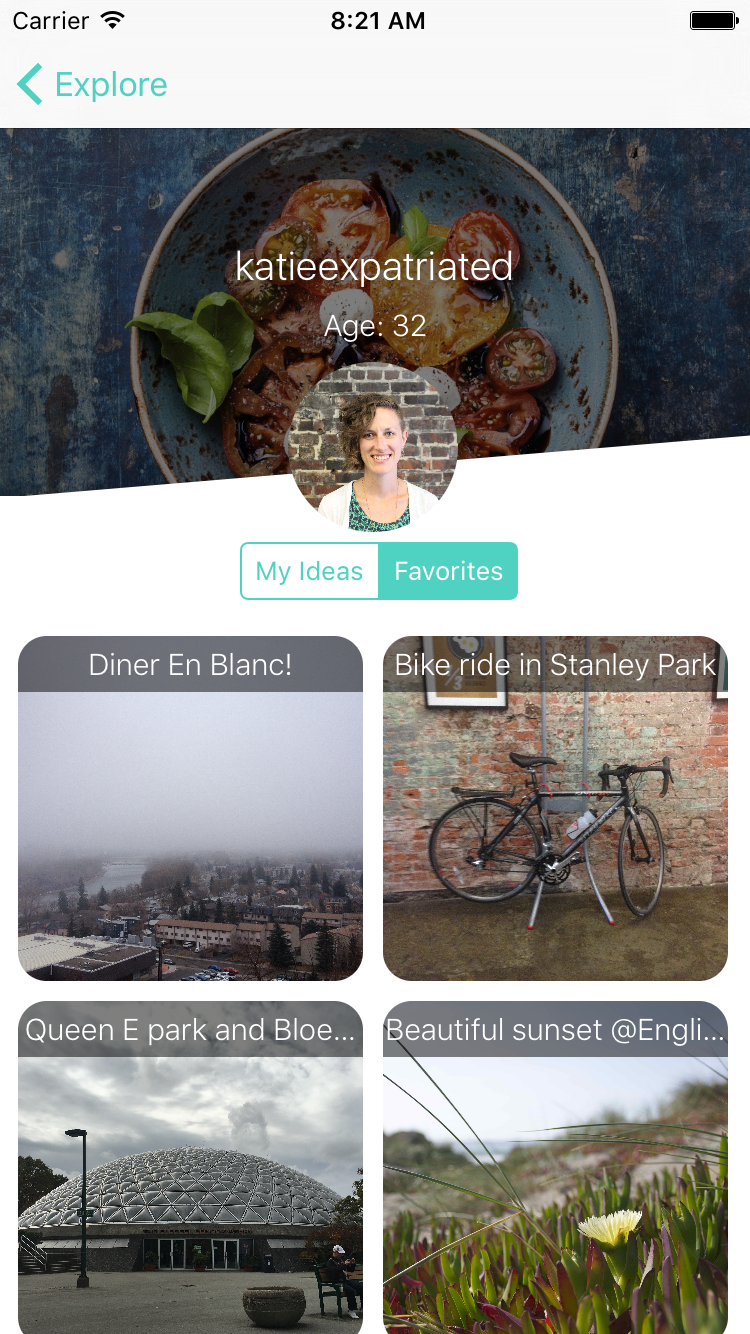 Carrier 8:21 AM
Explore
katieexpatriated
Age: 32
My Ideas Favorites
Diner En Blanc!
Bike ride in Stanley Park
Queen E park and Bloe...
Beautiful sunset @Engli...